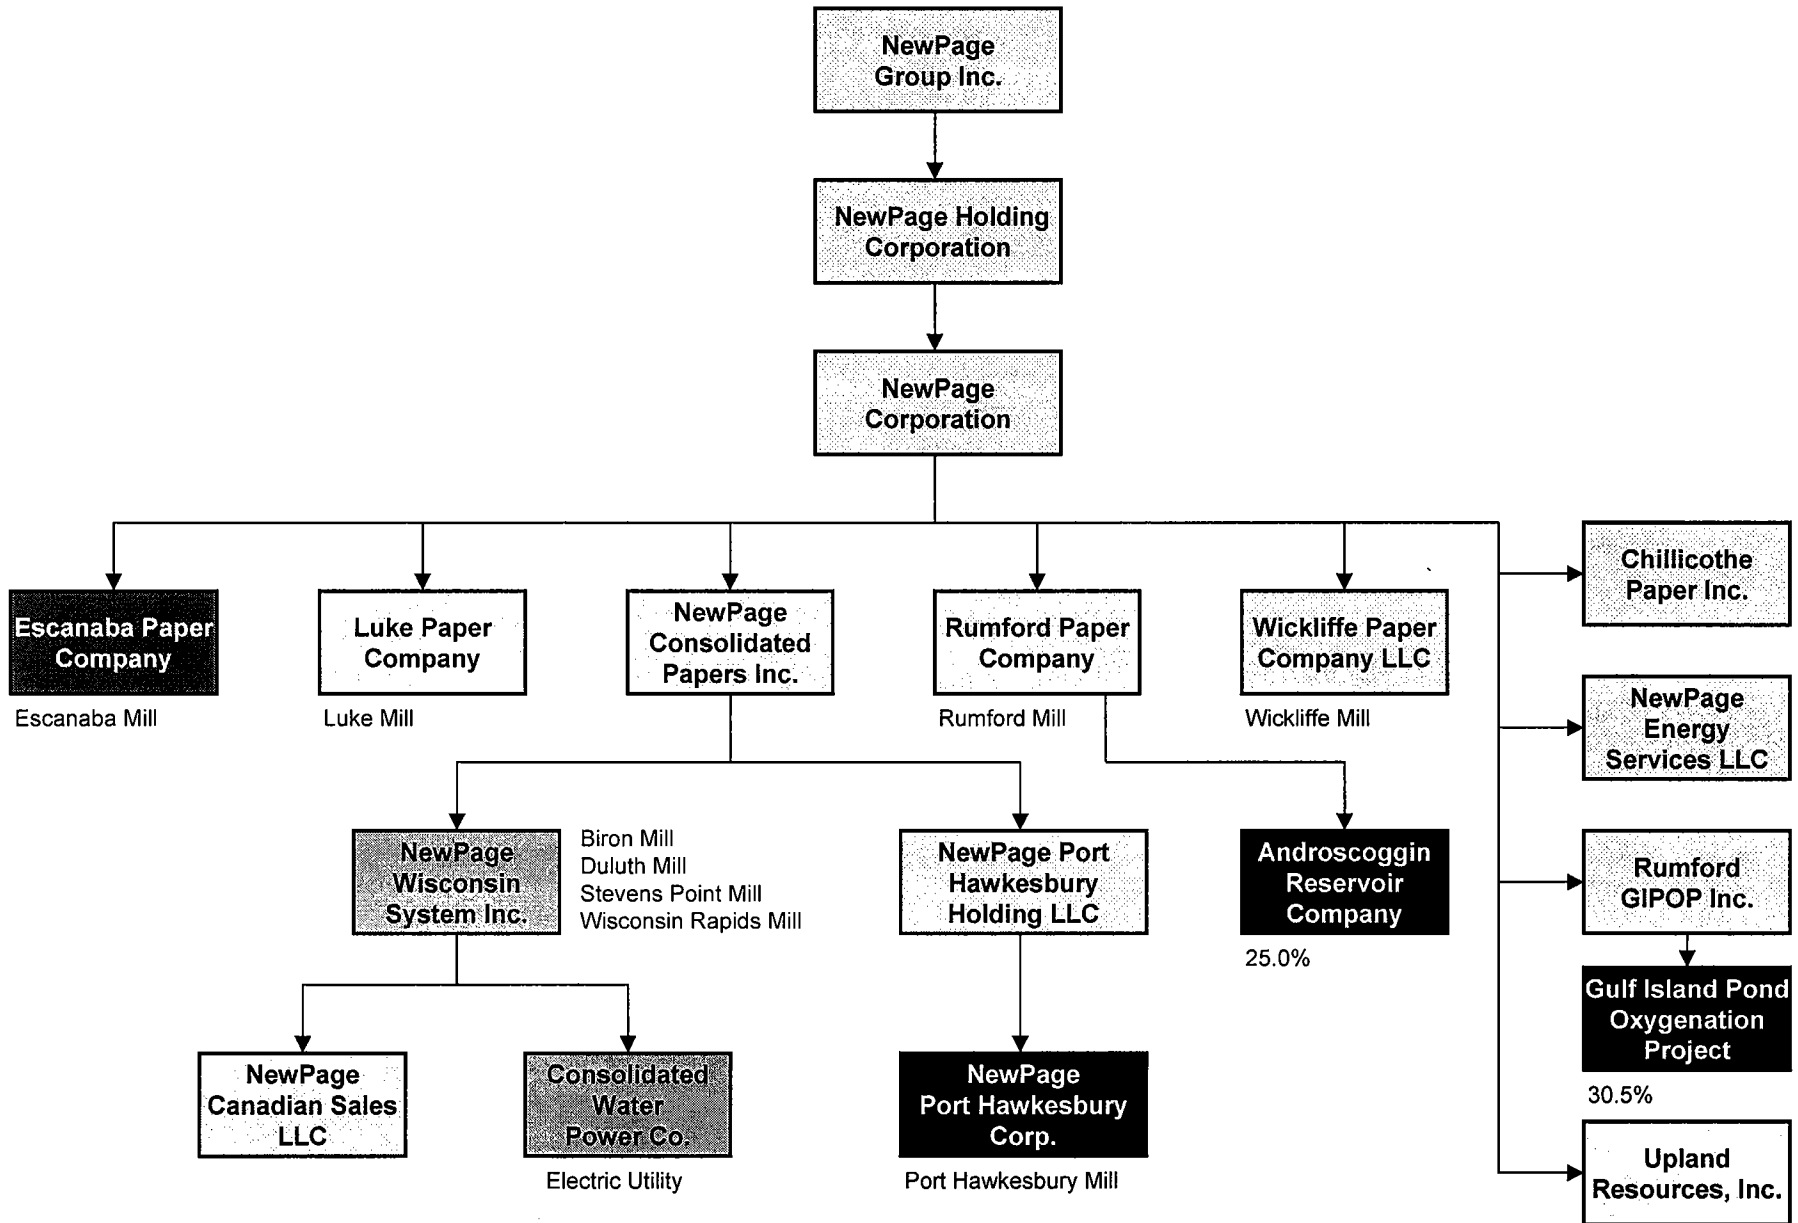 NewPage
Group Inc.
NewPage Holding
Corporation
NewPage
Corporation
Escanaba Paper
Company
Escanaba Mill
Luke Paper
Company
Luke Mill
NewPage
Consolidated
Papers Inc.
Rumford Paper
Company
Rumford Mill
Wickliffe Paper
Company LLC
Wickliffe Mill
Chillicothe
Paper Inc.
NewPage
Energy
Services LLC
Rumford
GIPOP Inc.
Gulf Island Pond
Oxygenation
Project
30.5%
Upland
Resources, Inc.
NewPage
Wisconsin
System Inc.
Biron Mill
Duluth Mill
Stevens Point Mill
Wisconsin Rapids Mill
NewPage Port
Hawkesbury
Holding LLC
Androscoggin
Reservoir
Company
25.0%
NewPage
Canadian Sales
LLC
Consolidated
Water
Power Co.
Electric Utility
NewPage
Port Hawkesbury
Corp.
Port Hawkesbury Mill